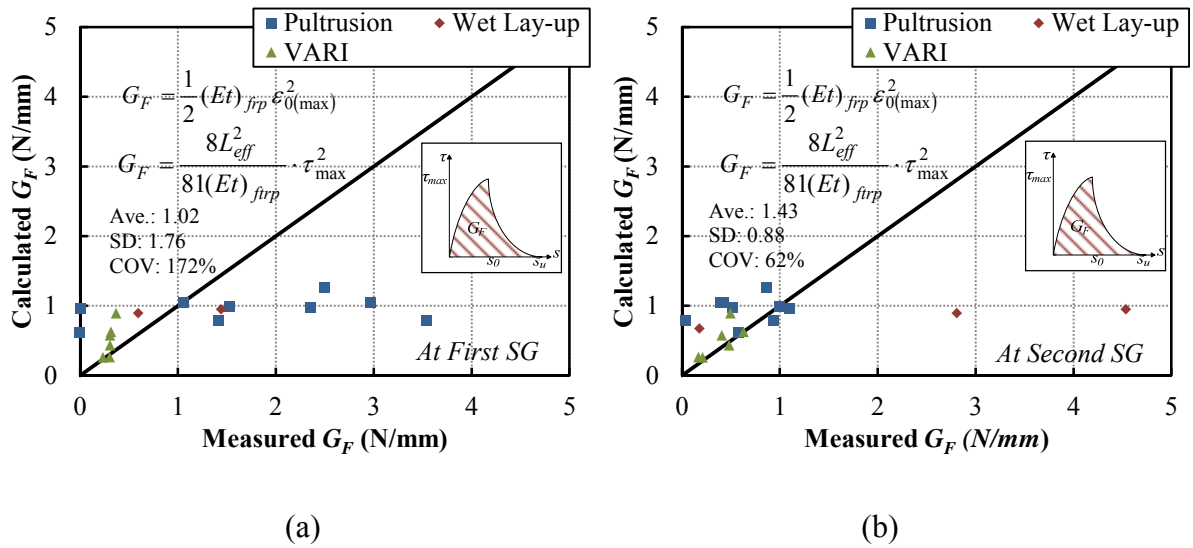 Pultrusion
Wet Lay-up
VARI
G_F = 1/2 (Et)_frp ε²_0(max)
G_F = 8L²_eff / 81(Et)_ftrp · τ²_max
Ave.: 1.02
SD: 1.76
COV: 172%
τ
τmax
G_F
s_0
s_u
s
At First SG
5
4
3
2
1
0
0 1 2 3 4 5
Calculated G_F (N/mm)
Measured G_F (N/mm)
(a)
Pultrusion
Wet Lay-up
VARI
G_F = 1/2 (Et)_frp ε²_0(max)
G_F = 8L²_eff / 81(Et)_ftrp · τ²_max
Ave.: 1.43
SD: 0.88
COV: 62%
τ
τmax
G_F
s_0
s_u
s
At Second SG
5
4
3
2
1
0
0 1 2 3 4 5
Calculated G_F (N/mm)
Measured G_F (N/mm)
(b)